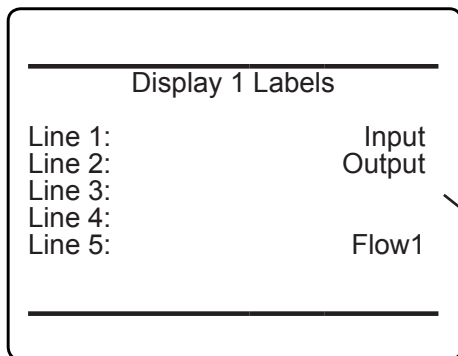 Display 1 Labels
Line 1: Input
Line 2: Output
Line 3:
Line 4:
Line 5: Flow1